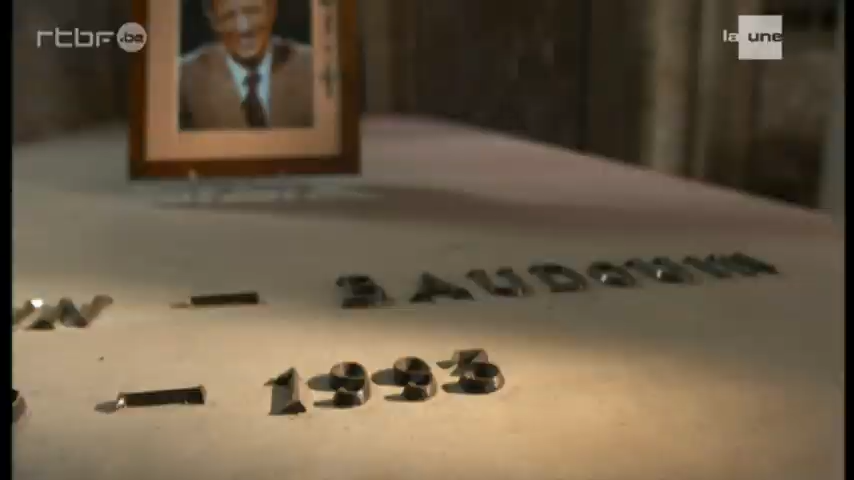 rtbf.be
la une
— BAUDOUIN
— 1993